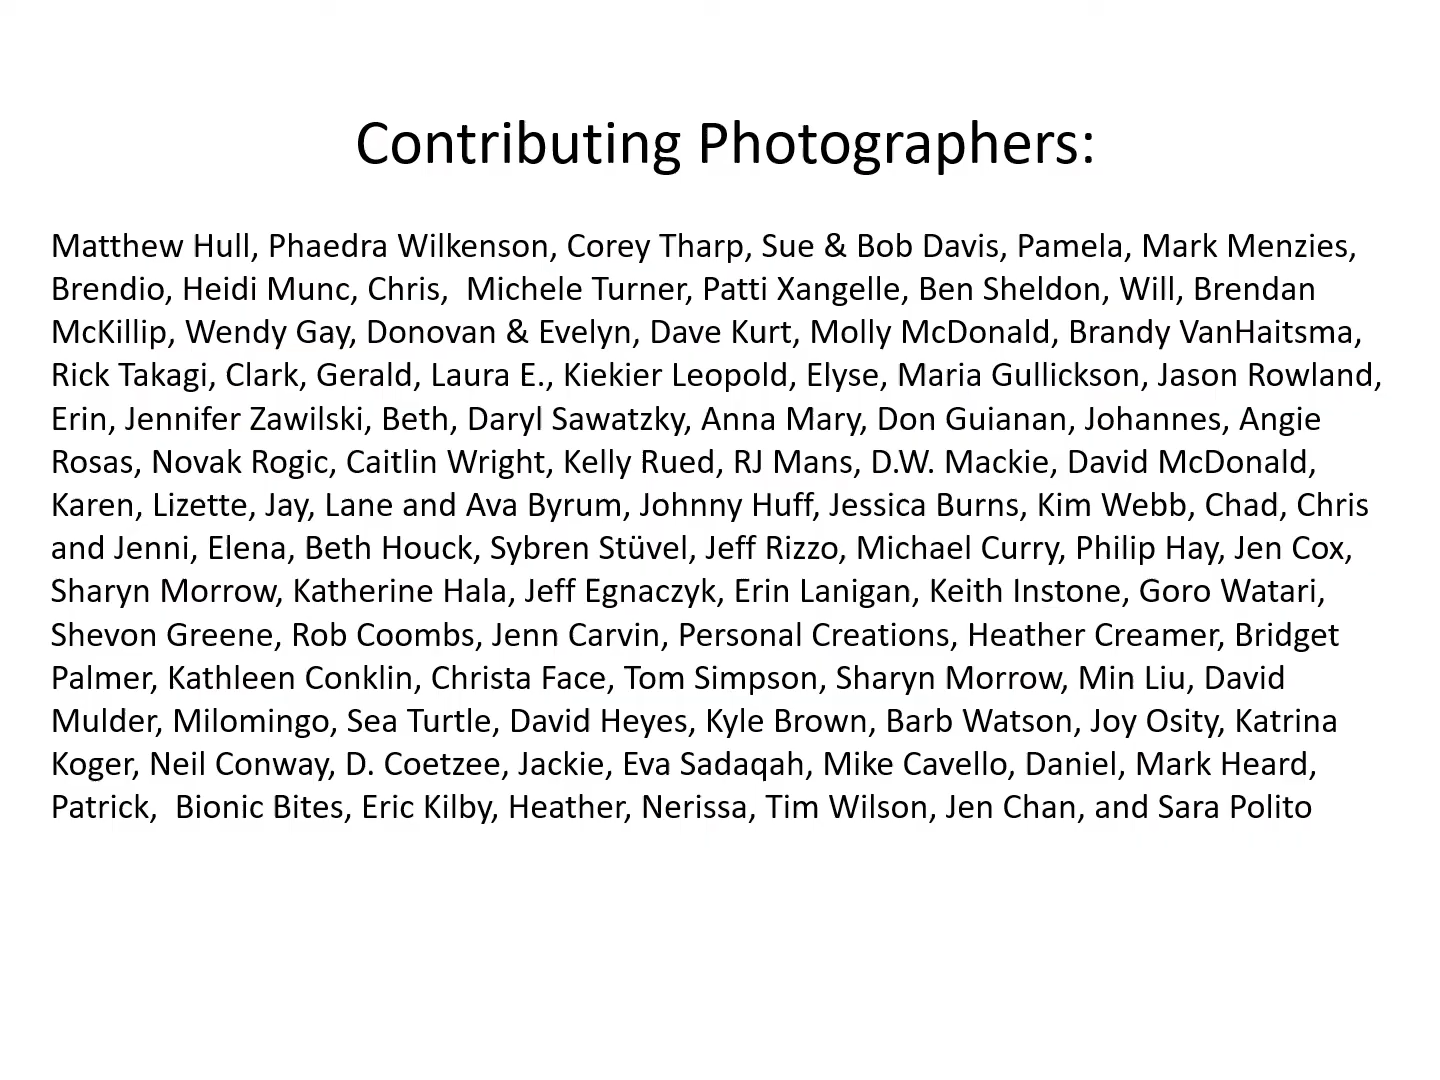 Contributing Photographers:
Matthew Hull, Phaedra Wilkenson, Corey Tharp, Sue & Bob Davis, Pamela, Mark Menzies,
Brendio, Heidi Munc, Chris,  Michele Turner, Patti Xangelle, Ben Sheldon, Will, Brendan
McKillip, Wendy Gay, Donovan & Evelyn, Dave Kurt, Molly McDonald, Brandy VanHaitsma,
Rick Takagi, Clark, Gerald, Laura E., Kiekier Leopold, Elyse, Maria Gullickson, Jason Rowland,
Erin, Jennifer Zawilski, Beth, Daryl Sawatzky, Anna Mary, Don Guianan, Johannes, Angie
Rosas, Novak Rogic, Caitlin Wright, Kelly Rued, RJ Mans, D.W. Mackie, David McDonald,
Karen, Lizette, Jay, Lane and Ava Byrum, Johnny Huff, Jessica Burns, Kim Webb, Chad, Chris
and Jenni, Elena, Beth Houck, Sybren Stüvel, Jeff Rizzo, Michael Curry, Philip Hay, Jen Cox,
Sharyn Morrow, Katherine Hala, Jeff Egnaczyk, Erin Lanigan, Keith Instone, Goro Watari,
Shevon Greene, Rob Coombs, Jenn Carvin, Personal Creations, Heather Creamer, Bridget
Palmer, Kathleen Conklin, Christa Face, Tom Simpson, Sharyn Morrow, Min Liu, David
Mulder, Milomingo, Sea Turtle, David Heyes, Kyle Brown, Barb Watson, Joy Osity, Katrina
Koger, Neil Conway, D. Coetzee, Jackie, Eva Sadaqah, Mike Cavello, Daniel, Mark Heard,
Patrick,  Bionic Bites, Eric Kilby, Heather, Nerissa, Tim Wilson, Jen Chan, and Sara Polito